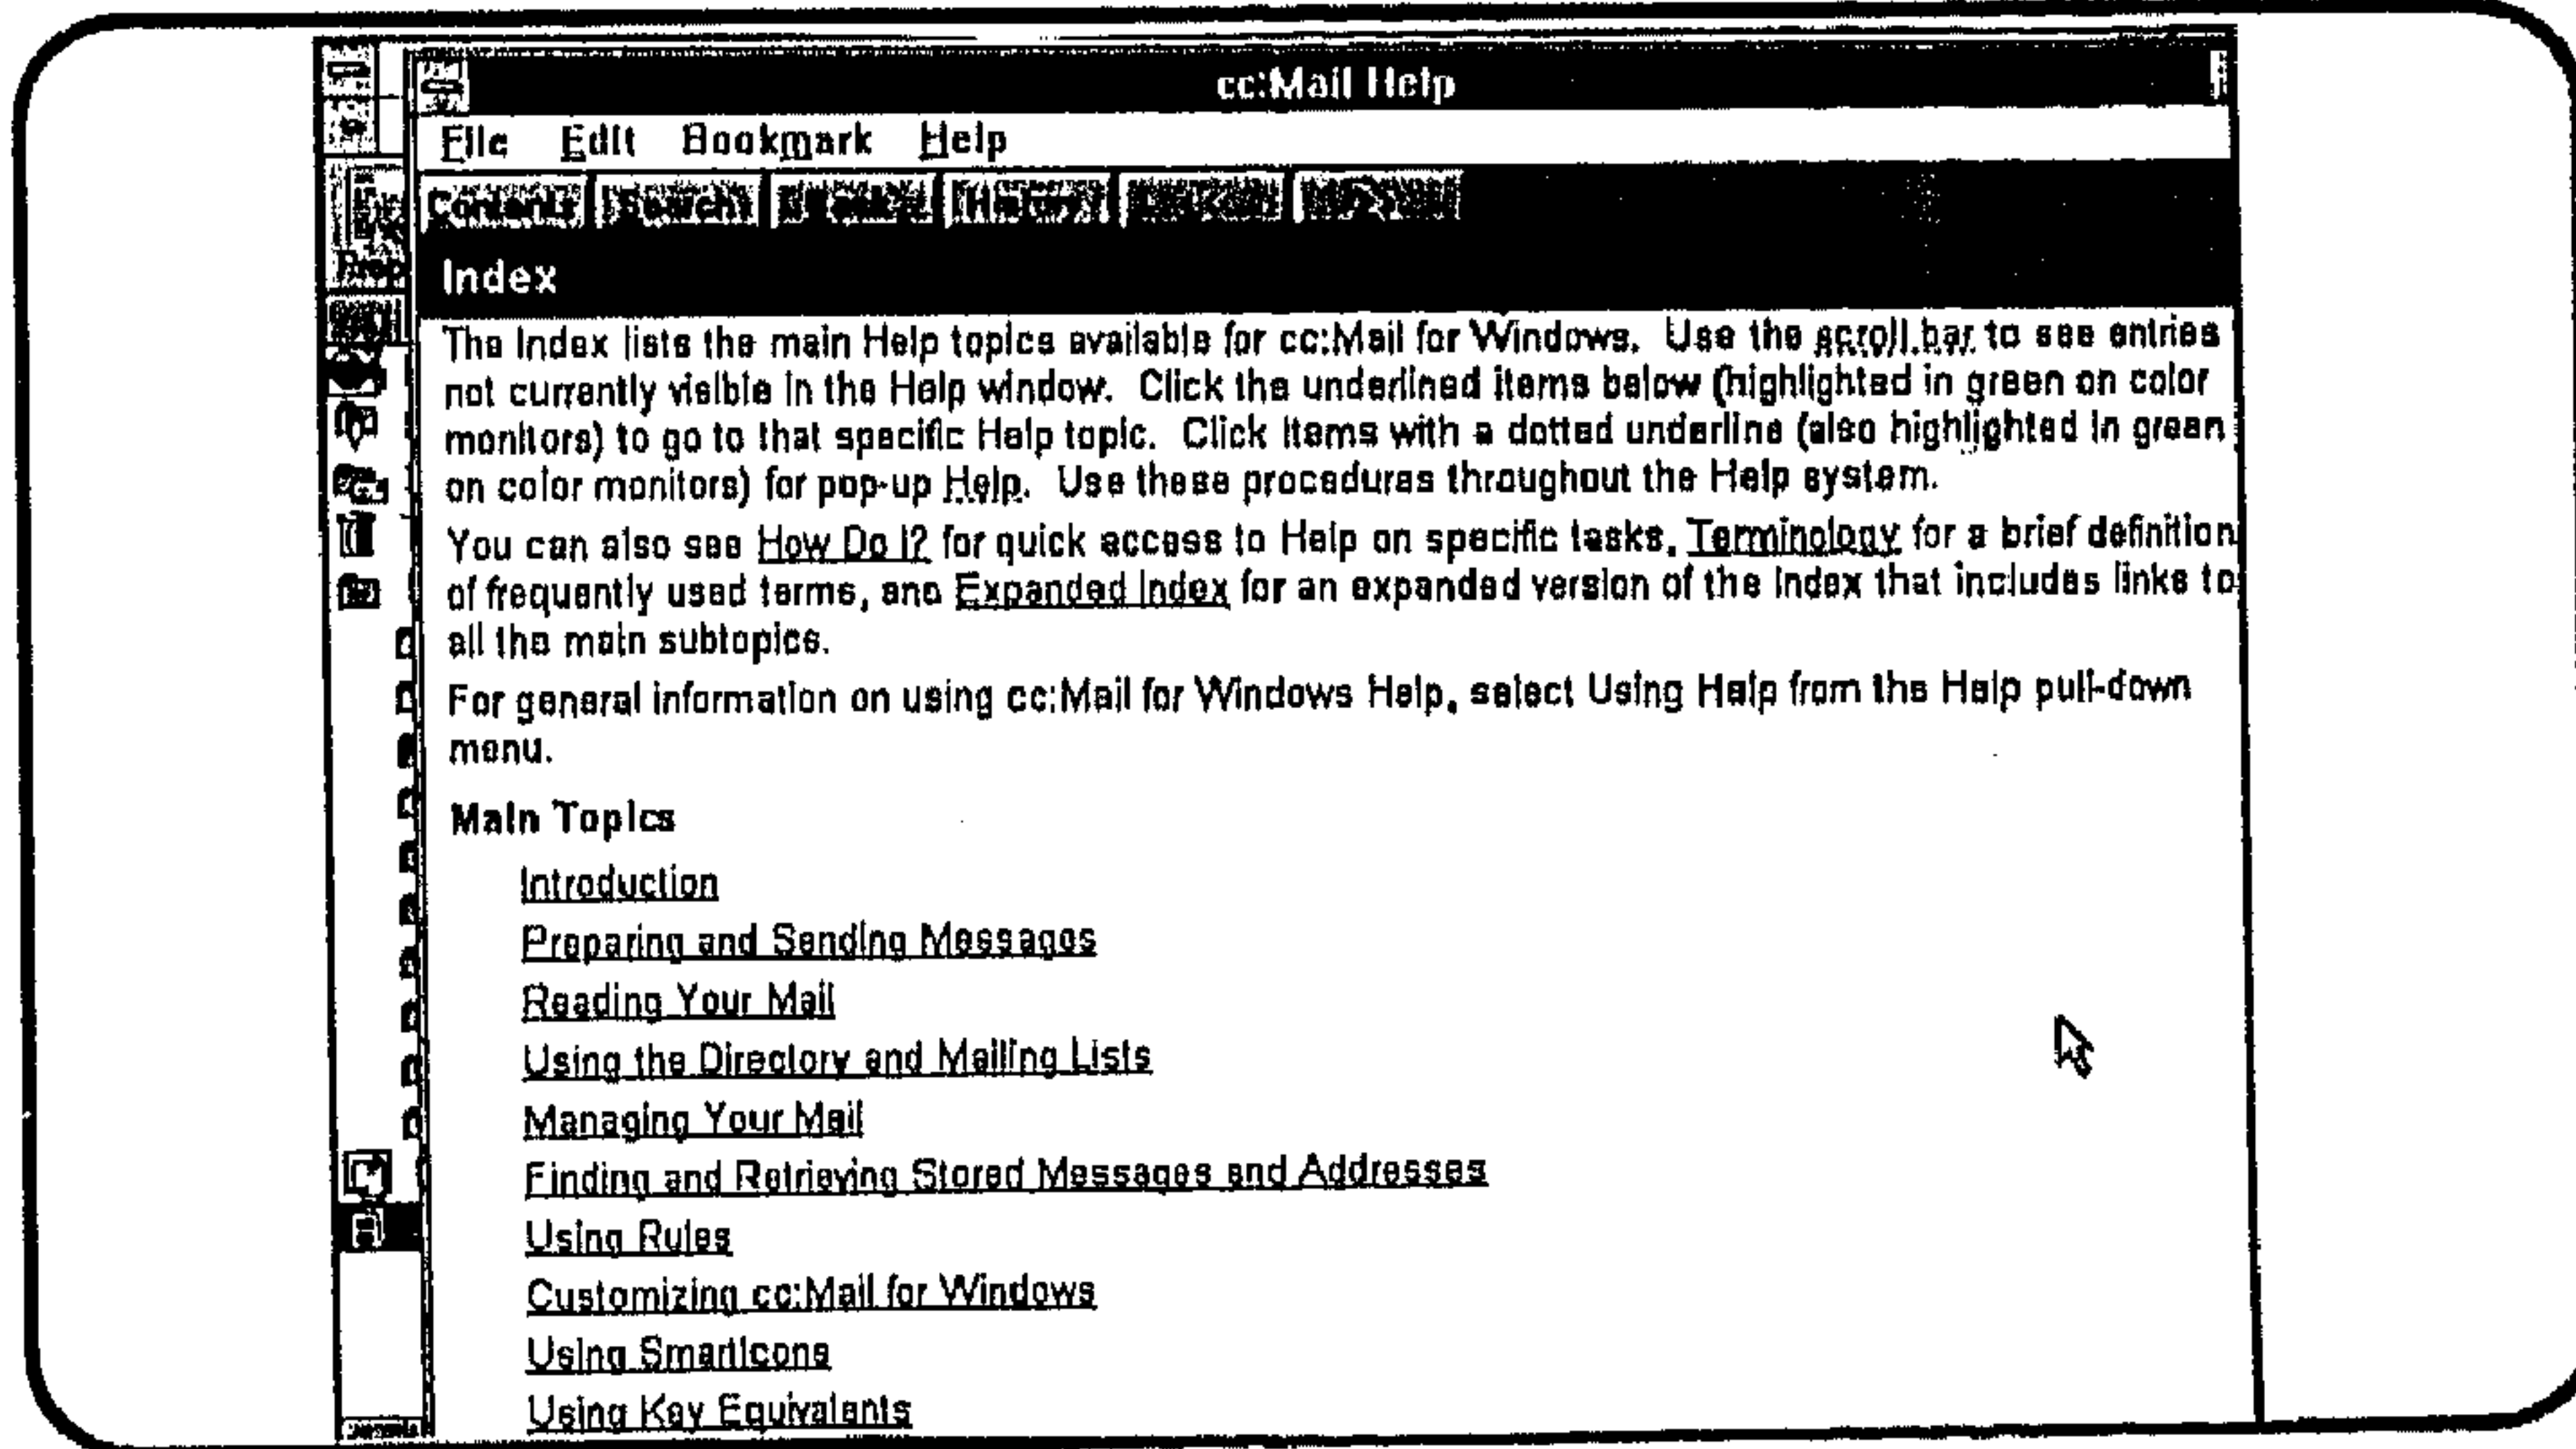 cc:Mail Help
File Edit Bookmark Help
Contents Search History
Index
The Index lists the main Help topics available for cc:Mail for Windows. Use the scroll bar to see entries
not currently visible in the Help window. Click the underlined items below (highlighted in green on color
monitors) to go to that specific Help topic. Click items with a dotted underline (also highlighted in green
on color monitors) for pop-up Help. Use these procedures throughout the Help system.
You can also see How Do I? for quick access to Help on specific tasks, Terminology for a brief definition
of frequently used terms, and Expanded Index for an expanded version of the Index that includes links to
all the main subtopics.
For general information on using cc:Mail for Windows Help, select Using Help from the Help pull-down
menu.
Main Topics
Introduction
Preparing and Sending Messages
Reading Your Mail
Using the Directory and Mailing Lists
Managing Your Mail
Finding and Retrieving Stored Messages and Addresses
Using Rules
Customizing cc:Mail for Windows
Using SmartIcons
Using Key Equivalents